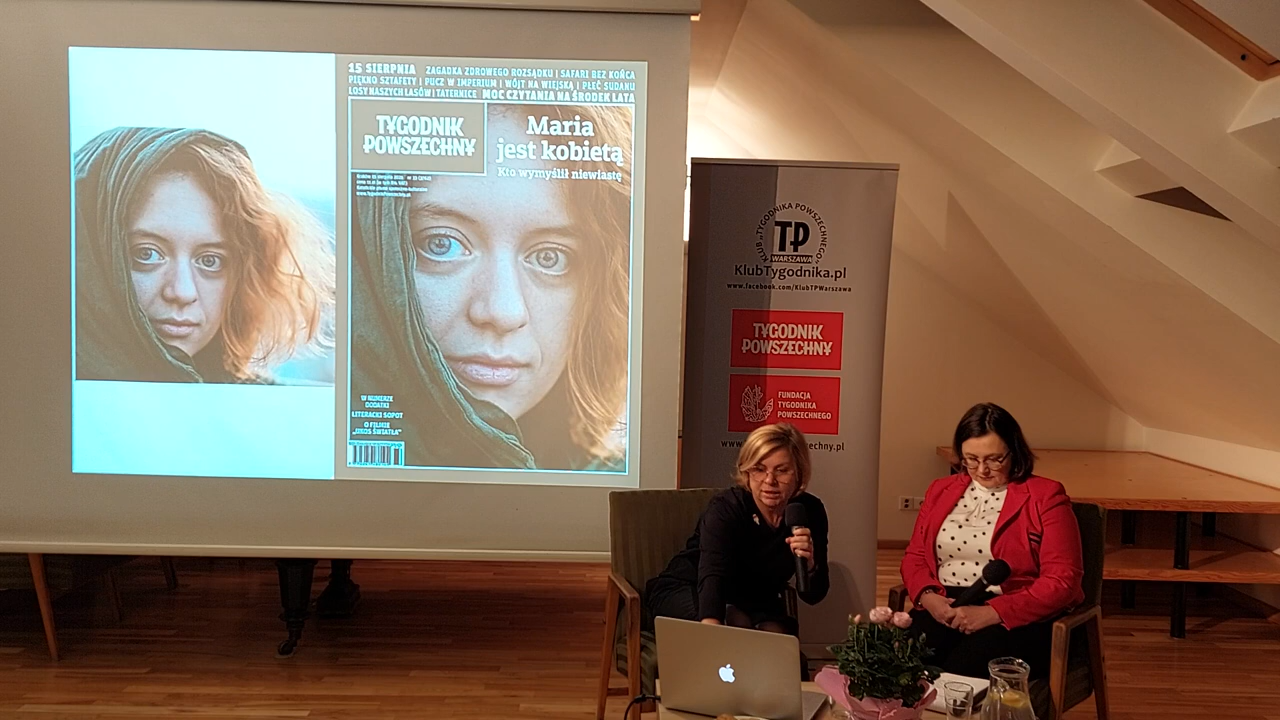 15 SIERPNIA ZAGADKA ZDROWEGO ROZSĄDKU | SAFARI BEZ KOŃCA
PIĘKNO SZTAFETY | PUCZ W IMPERIUM | WÓJT NA WIEJSKĄ | PŁEĆ SUDANU
LOSY NASZYCH LASÓW | TATERNICE | MOC CZYTANIA NA ŚRODEK LATA
TYGODNIK
POWSZECHNY
Maria
jest kobietą
Kto wymyślił niewiastę
W NUMERZE
DODATKI
LITERACKI SOPOT
O FILMIE
KLUB „TYGODNIKA POWSZECHNEGO”
TP
WARSZAWA
KlubTygodnika.pl
www.facebook.com/KlubTPWarszawa
TYGODNIK
POWSZECHNY
FUNDACJA
TYGODNIKA
POWSZECHNEGO